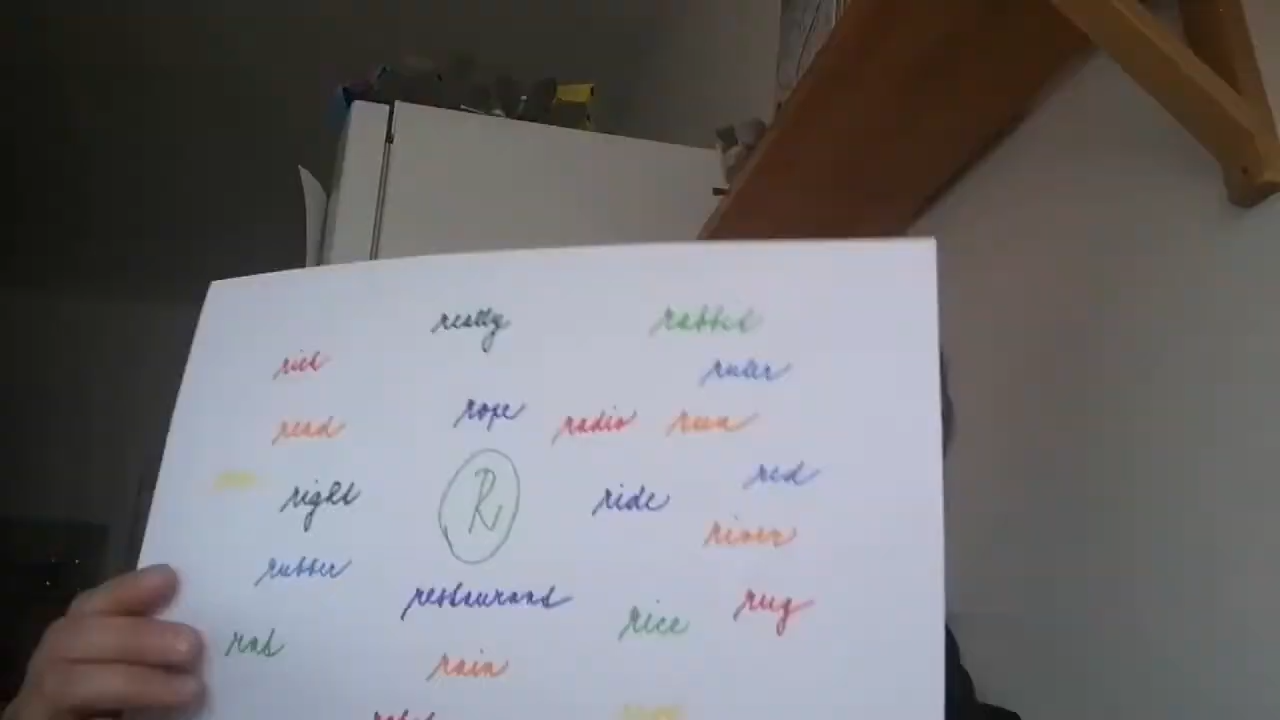 really
rabbit
rich
ruler
rope
radio
run
read
red
right
R
ride
river
rubber
restaurant
rice
rug
rat
rain